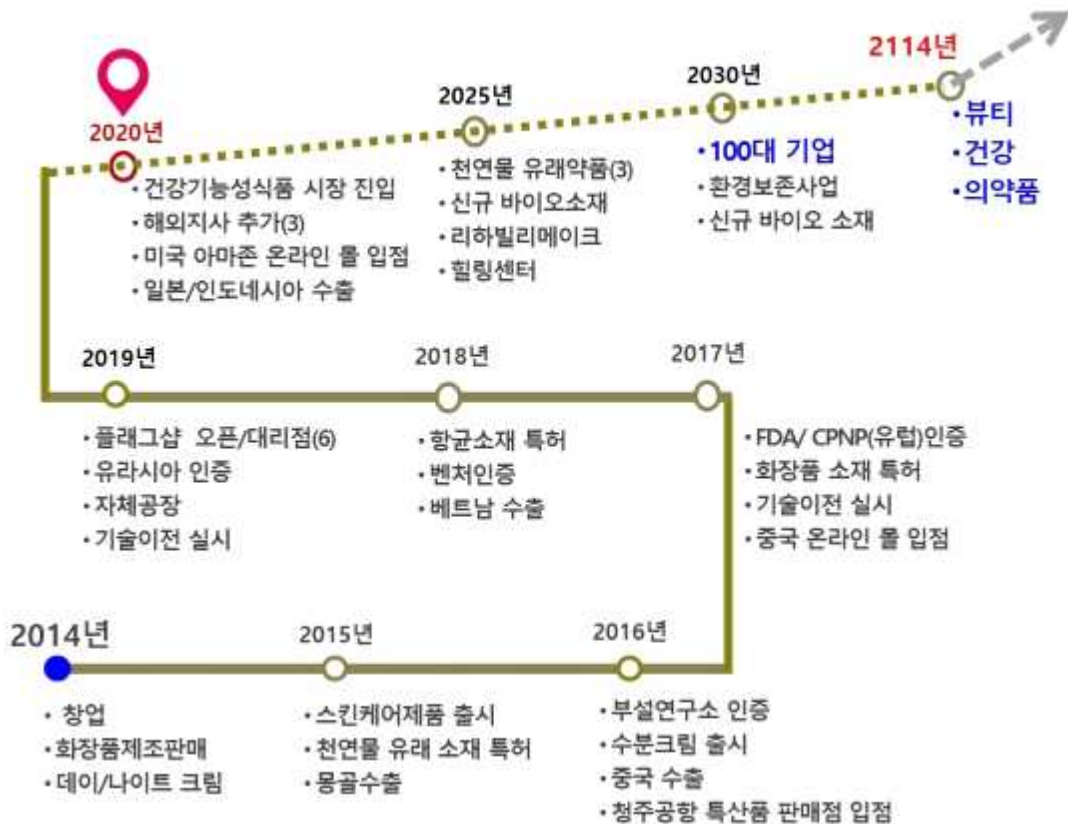 2114년
• 뷰티
• 건강
• 의약품
2030년
• 100대 기업
• 환경보존사업
• 신규 바이오 소재
2025년
• 천연물 유래약품(3)
• 신규 바이오소재
• 리하빌리메이크
• 힐링센터
2020년
• 건강기능성식품 시장 진입
• 해외지사 추가(3)
• 미국 아마존 온라인 몰 입점
• 일본/인도네시아 수출
2019년
• 플래그샵 오픈/대리점(6)
• 유라시아 인증
• 자체공장
• 기술이전 실시
2018년
• 항균소재 특허
• 벤처인증
• 베트남 수출
2017년
• FDA/ CPNP(유럽)인증
• 화장품 소재 특허
• 기술이전 실시
• 중국 온라인 몰 입점
2014년
• 창업
• 화장품제조판매
• 데이/나이트 크림
2015년
• 스킨케어제품 출시
• 천연물 유래 소재 특허
• 몽골수출
2016년
• 부설연구소 인증
• 수분크림 출시
• 중국 수출
• 청주공항 특산품 판매점 입점